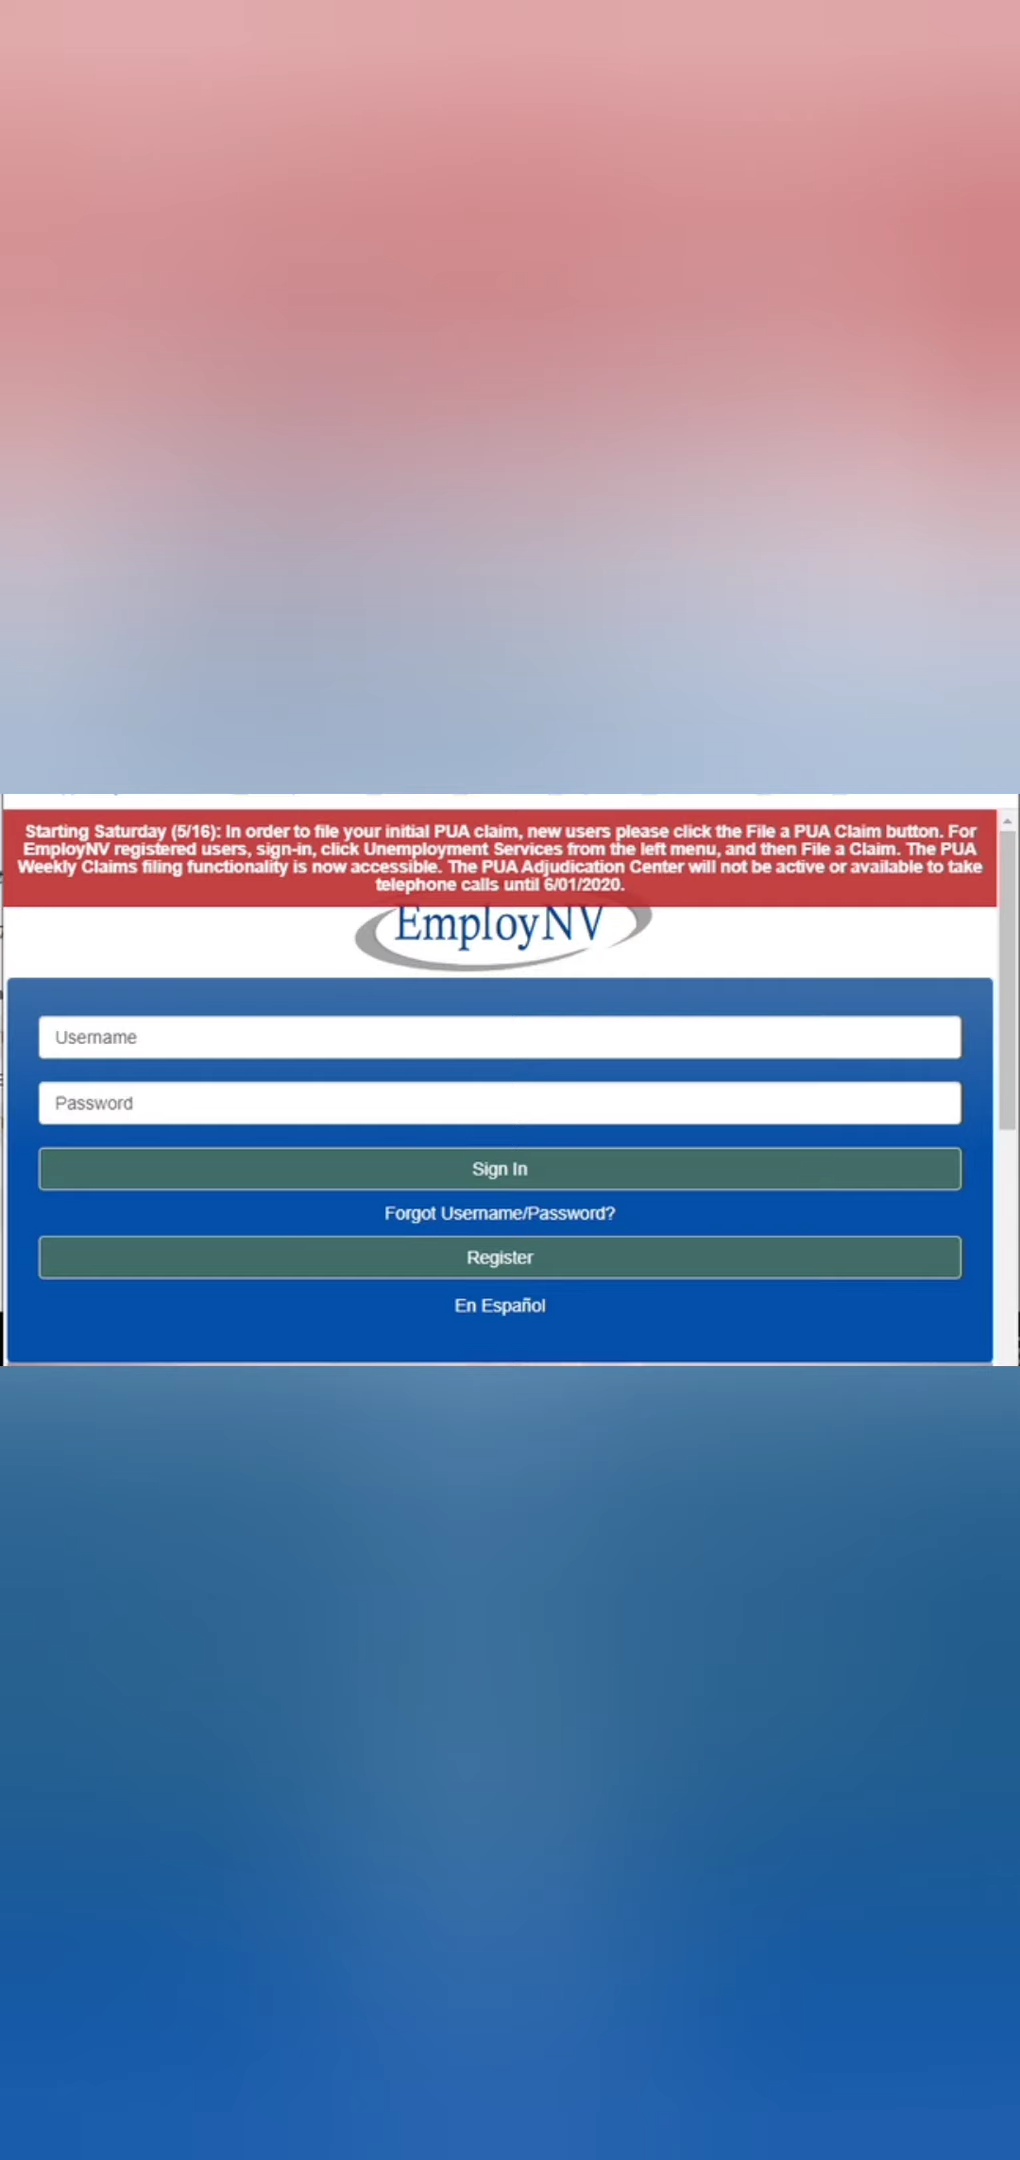 Starting Saturday (5/16): In order to file your initial PUA claim, new users please click the File a PUA Claim button. For
EmployNV registered users, sign-in, click Unemployment Services from the left menu, and then File a Claim. The PUA
Weekly Claims filing functionality is now accessible. The PUA Adjudication Center will not be active or available to take
telephone calls until 6/01/2020.
EmployNV
Username
Password
Sign In
Forgot Username/Password?
Register
En Español